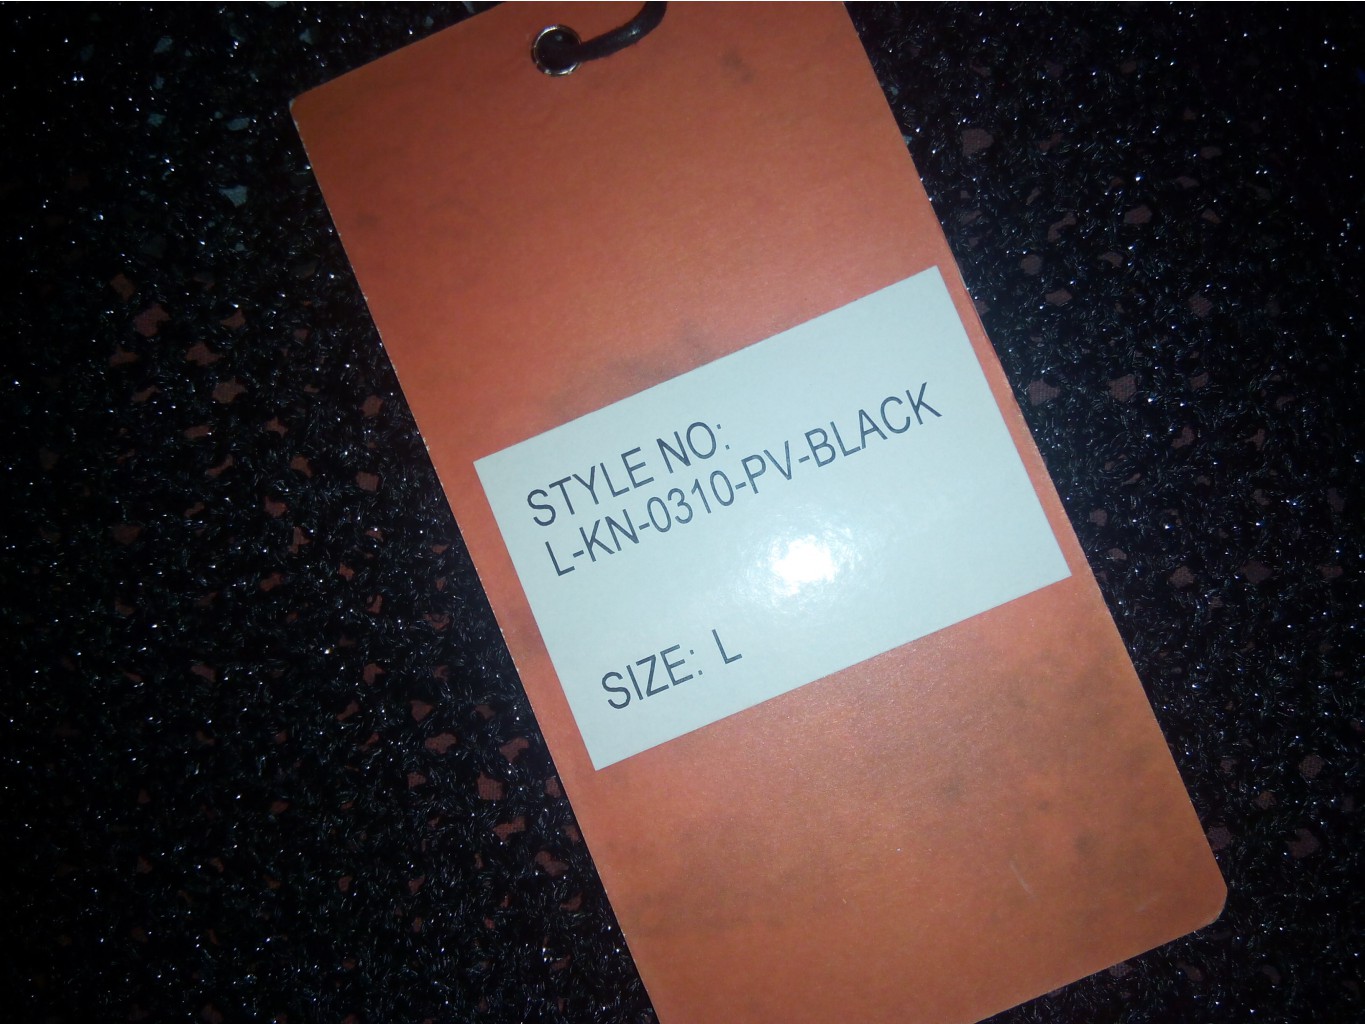 STYLE NO:
L-KN-0310-PV-BLACK
SIZE: L